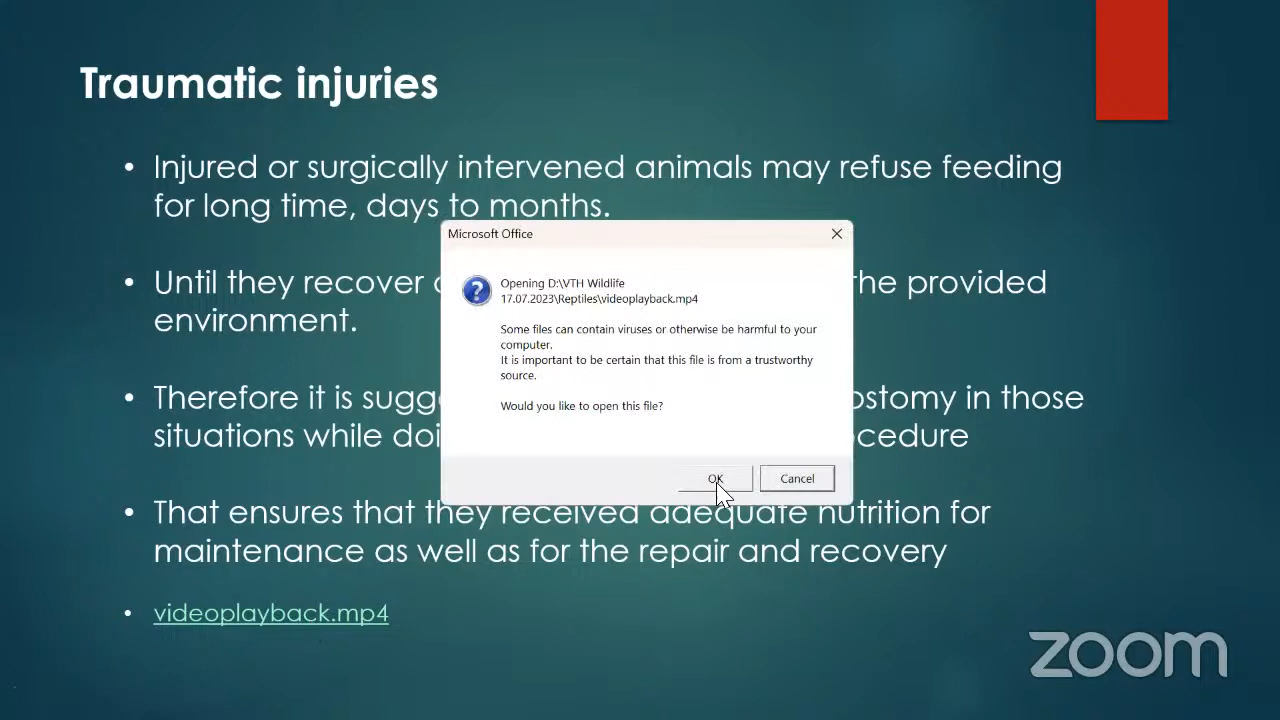 Traumatic injuries
• Injured or surgically intervened animals may refuse feeding
for long time, days to months.
• Until they recover
the provided
environment.
• Therefore it is
in those
situations while
• That ensures that they received adequate nutrition for
maintenance as well as for the repair and recovery
• videoplayback.mp4
Microsoft Office
Opening D:\VTH Wildlife
17.07.2023\Reptiles\videoplayback.mp4
Some files can contain viruses or otherwise be harmful to your
computer.
It is important to be certain that this file is from a trustworthy
source.
Would you like to open this file?
OK
Cancel
zoom